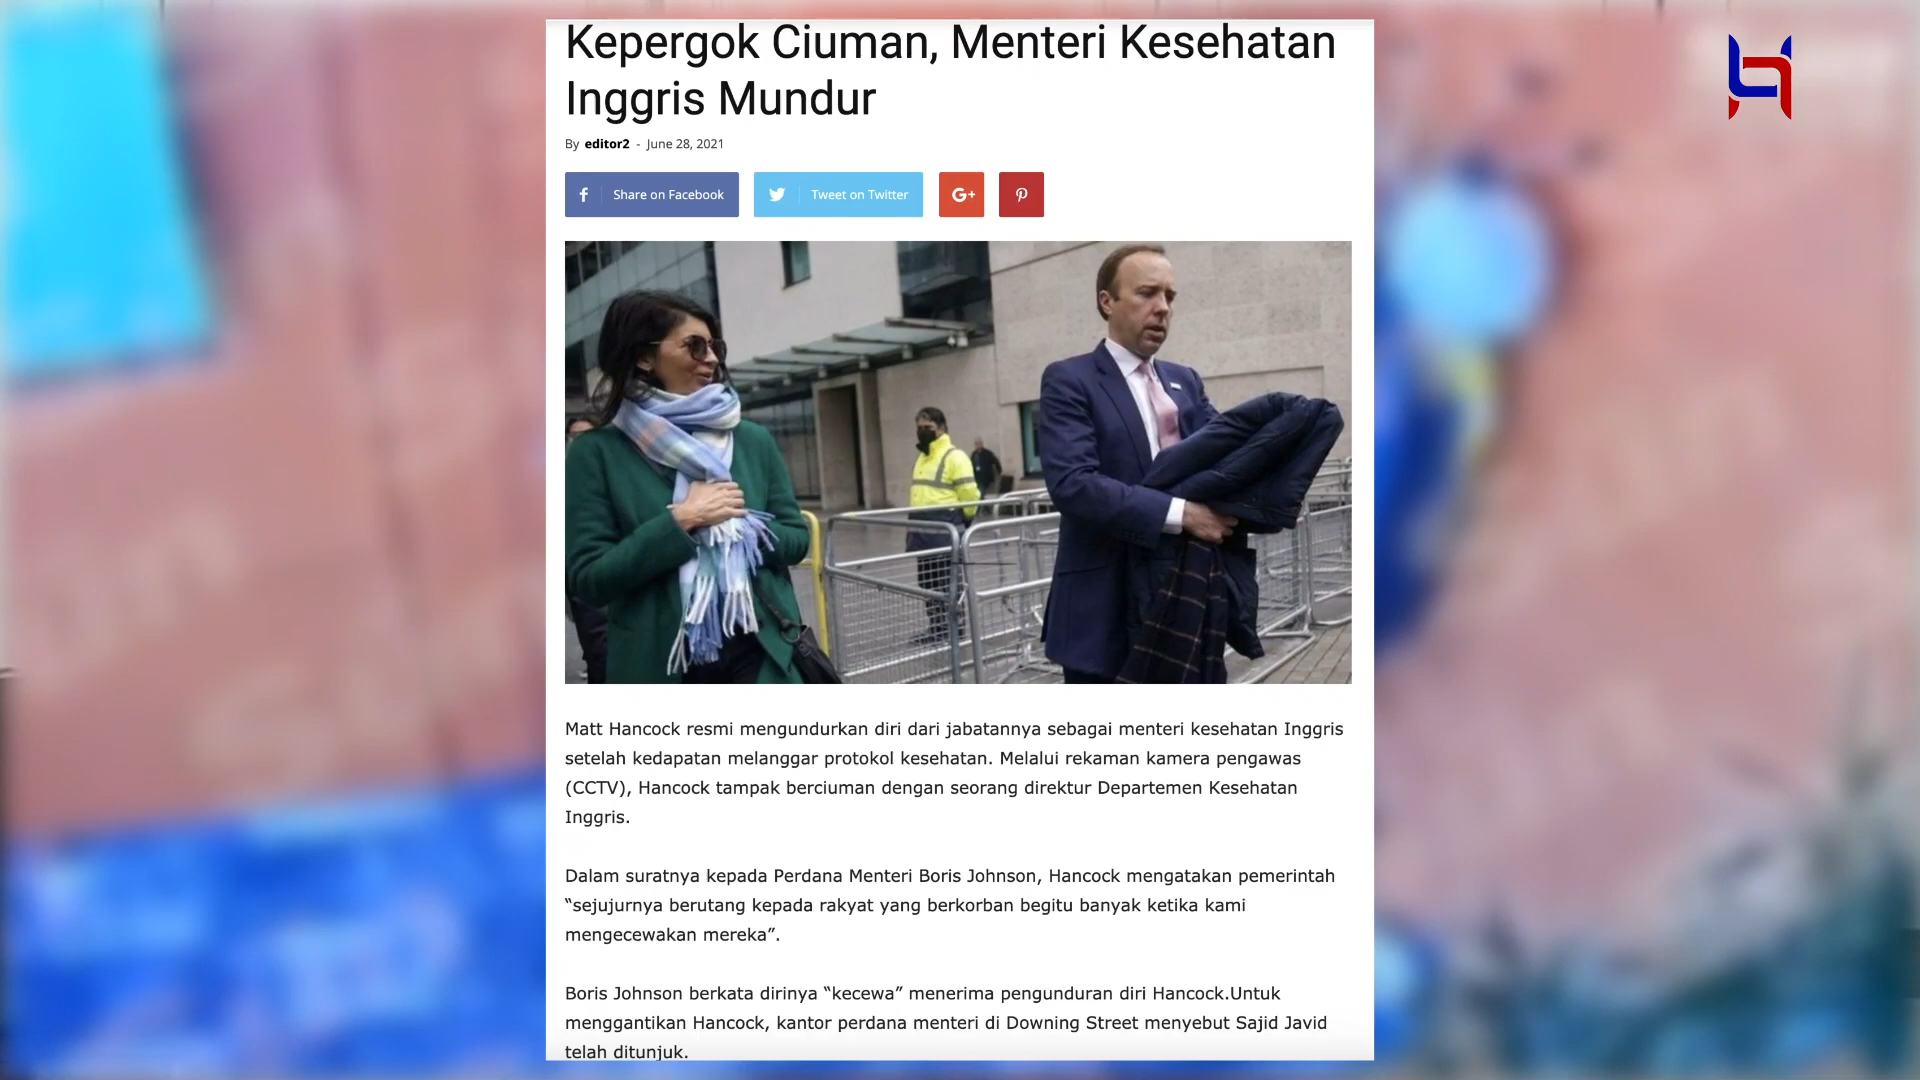 Kepergok Ciuman, Menteri Kesehatan
Inggris Mundur
By editor2 - June 28, 2021
Share on Facebook
Tweet on Twitter
G+
Matt Hancock resmi mengundurkan diri dari jabatannya sebagai menteri kesehatan Inggris
setelah kedapatan melanggar protokol kesehatan. Melalui rekaman kamera pengawas
(CCTV), Hancock tampak berciuman dengan seorang direktur Departemen Kesehatan
Inggris.
Dalam suratnya kepada Perdana Menteri Boris Johnson, Hancock mengatakan pemerintah
“sejujurnya berutang kepada rakyat yang berkorban begitu banyak ketika kami
mengecewakan mereka”.
Boris Johnson berkata dirinya “kecewa” menerima pengunduran diri Hancock.Untuk
menggantikan Hancock, kantor perdana menteri di Downing Street menyebut Sajid Javid
telah ditunjuk.